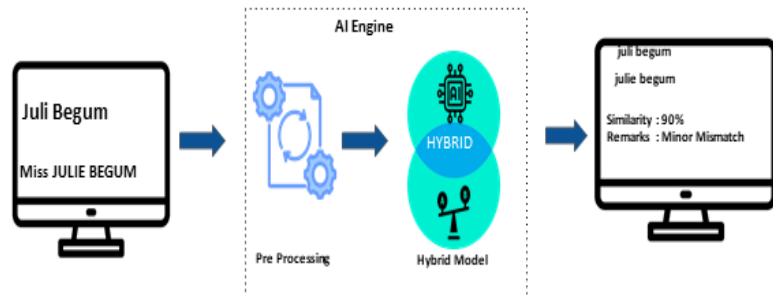 Juli Begum
Miss JULIE BEGUM
AI Engine
Pre Processing
AI
HYBRID
Hybrid Model
juli begum
julie begum
Similarity : 90%
Remarks : Minor Mismatch